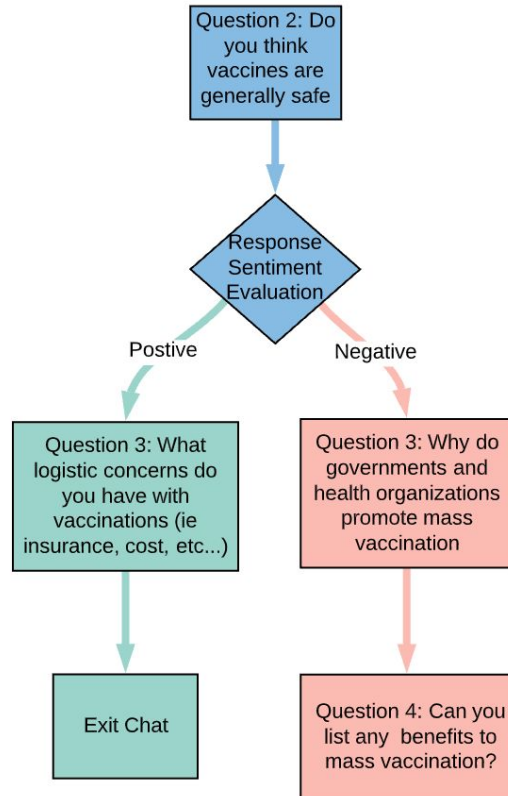 Question 2: Do
you think
vaccines are
generally safe
Response
Sentiment
Evaluation
Postive
Negative
Question 3: What
logistic concerns do
you have with
vaccinations (ie
insurance, cost, etc...)
Question 3: Why do
governments and
health organizations
promote mass
vaccination
Exit Chat
Question 4: Can you
list any benefits to
mass vaccination?